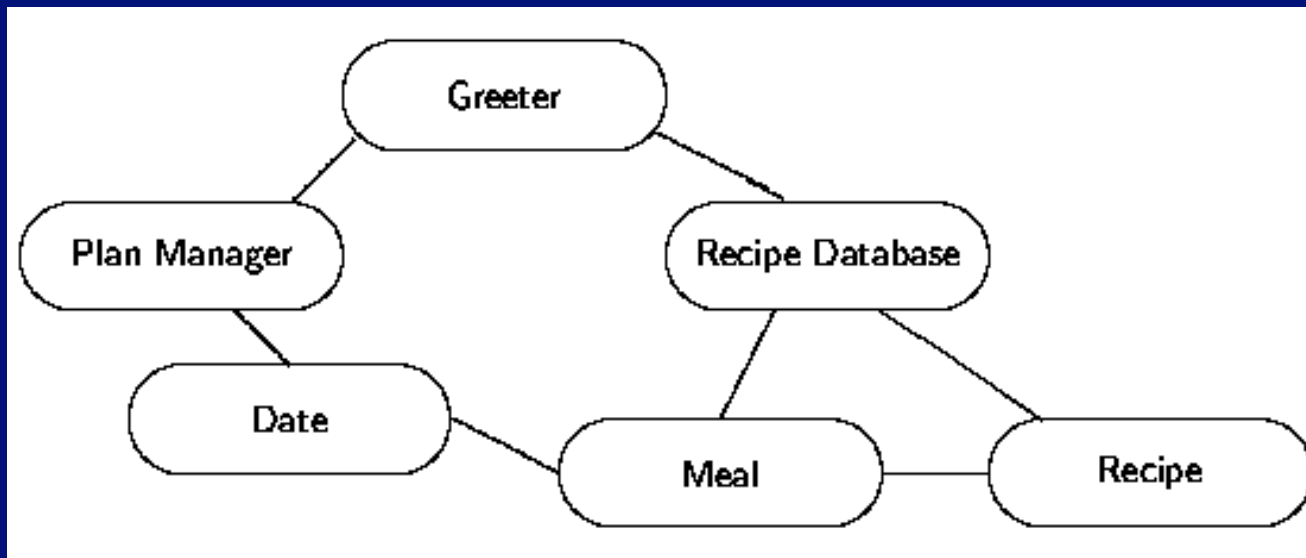 Greeter
Plan Manager
Recipe Database
Date
Meal
Recipe